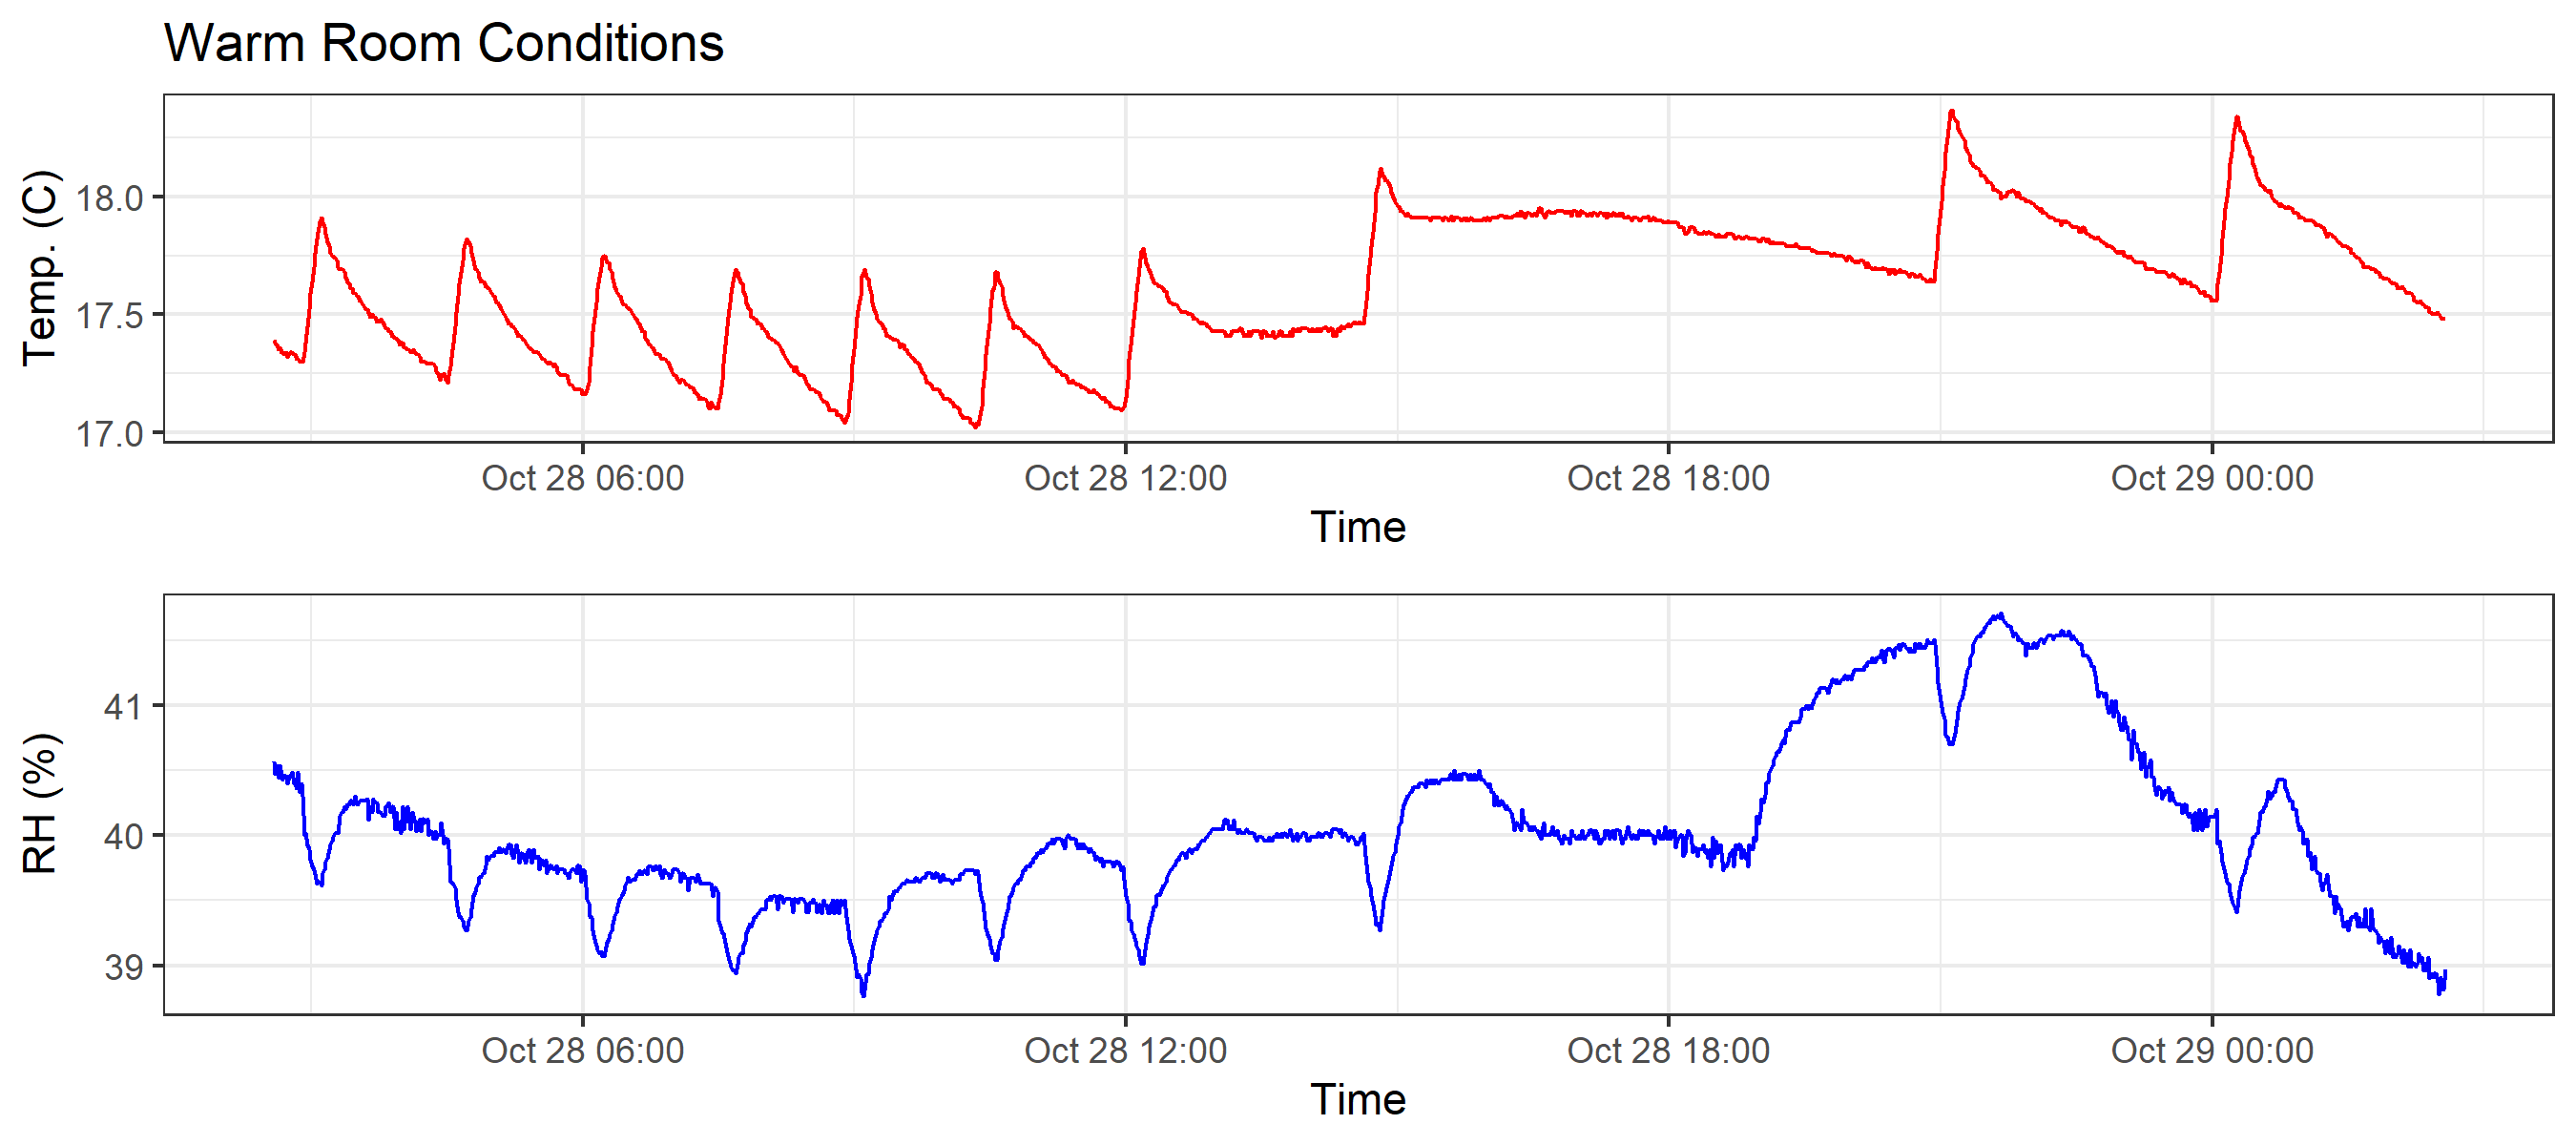 Warm Room Conditions
Temp. (C)
18.0
17.5
17.0
Oct 28 06:00 Oct 28 12:00 Oct 28 18:00 Oct 29 00:00
Time
RH (%)
41
40
39
Oct 28 06:00 Oct 28 12:00 Oct 28 18:00 Oct 29 00:00
Time